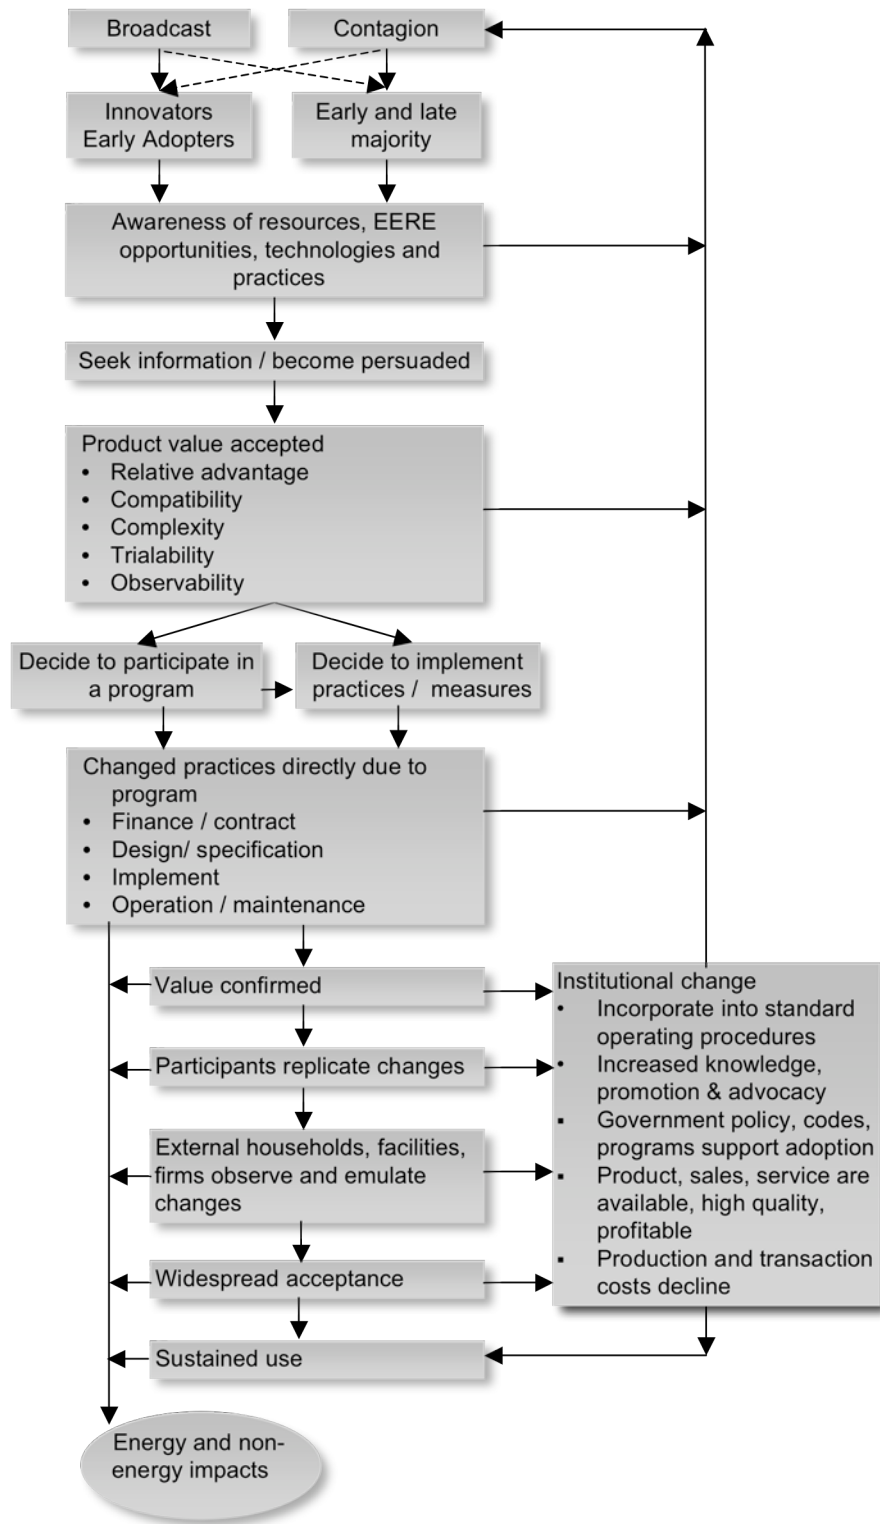 Broadcast
Contagion
Innovators
Early Adopters
Early and late
majority
Awareness of resources, EERE
opportunities, technologies and
practices
Seek information / become persuaded
Product value accepted
• Relative advantage
• Compatibility
• Complexity
• Trialability
• Observability
Decide to participate in
a program
Decide to implement
practices / measures
Changed practices directly due to
program
• Finance / contract
• Design/ specification
• Implement
• Operation / maintenance
Value confirmed
Participants replicate changes
External households, facilities,
firms observe and emulate
changes
Widespread acceptance
Sustained use
Institutional change
• Incorporate into standard
operating procedures
• Increased knowledge,
promotion & advocacy
▪ Government policy, codes,
programs support adoption
▪ Product, sales, service are
available, high quality,
profitable
▪ Production and transaction
costs decline
Energy and non-
energy impacts